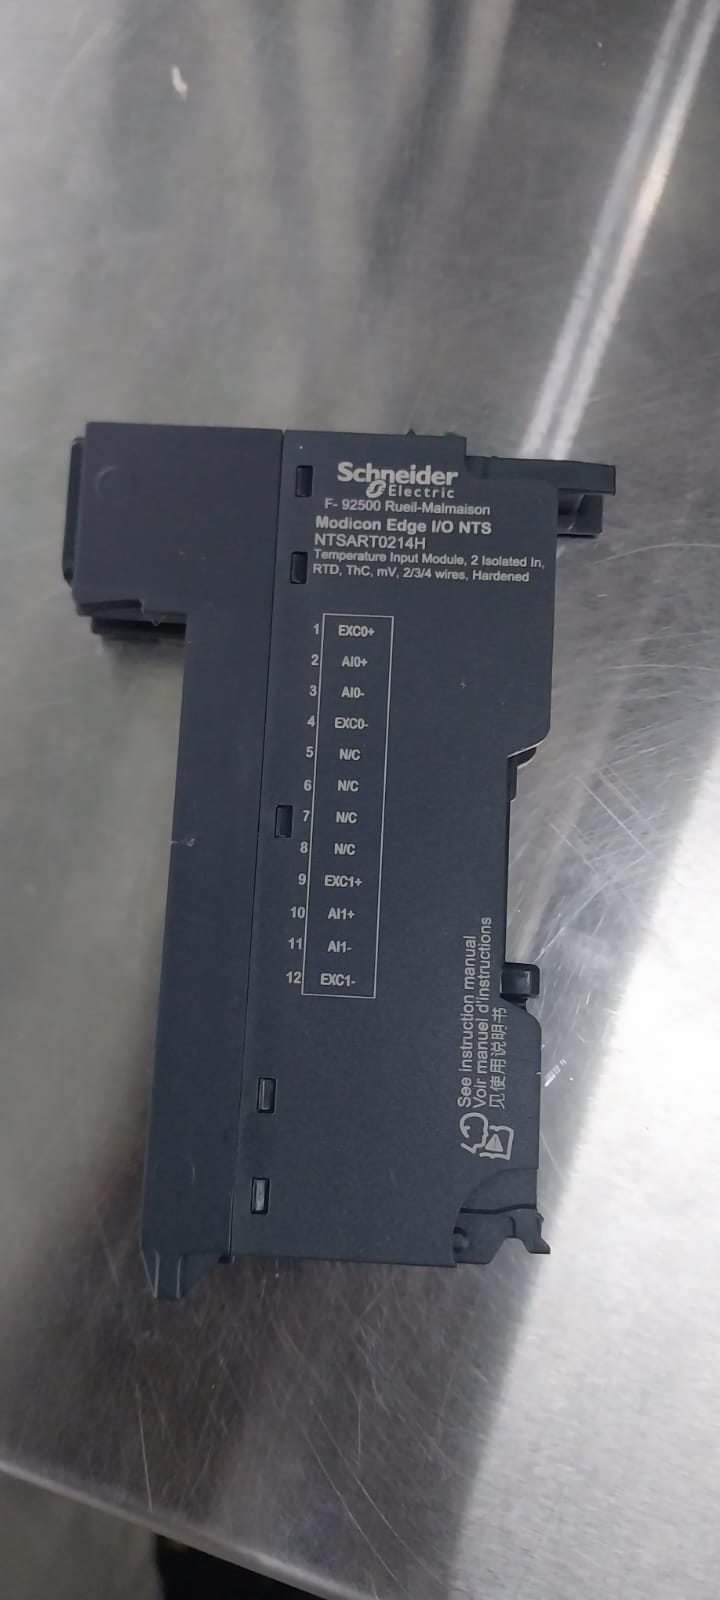 Schneider
Electric
F- 92500 Rueil-Malmaison
Modicon Edge I/O NTS
NTSART0214H
Temperature Input Module, 2 Isolated In,
RTD, ThC, mV, 2/3/4 wires, Hardened
1 EXC0+
2 AI0+
3 AI0-
4 EXC0-
5 N/C
6 N/C
7 N/C
8 N/C
9 EXC1+
10 AI1+
11 AI1-
12 EXC1-
See instruction manual
Voir manuel d'instructions
见使用说明书